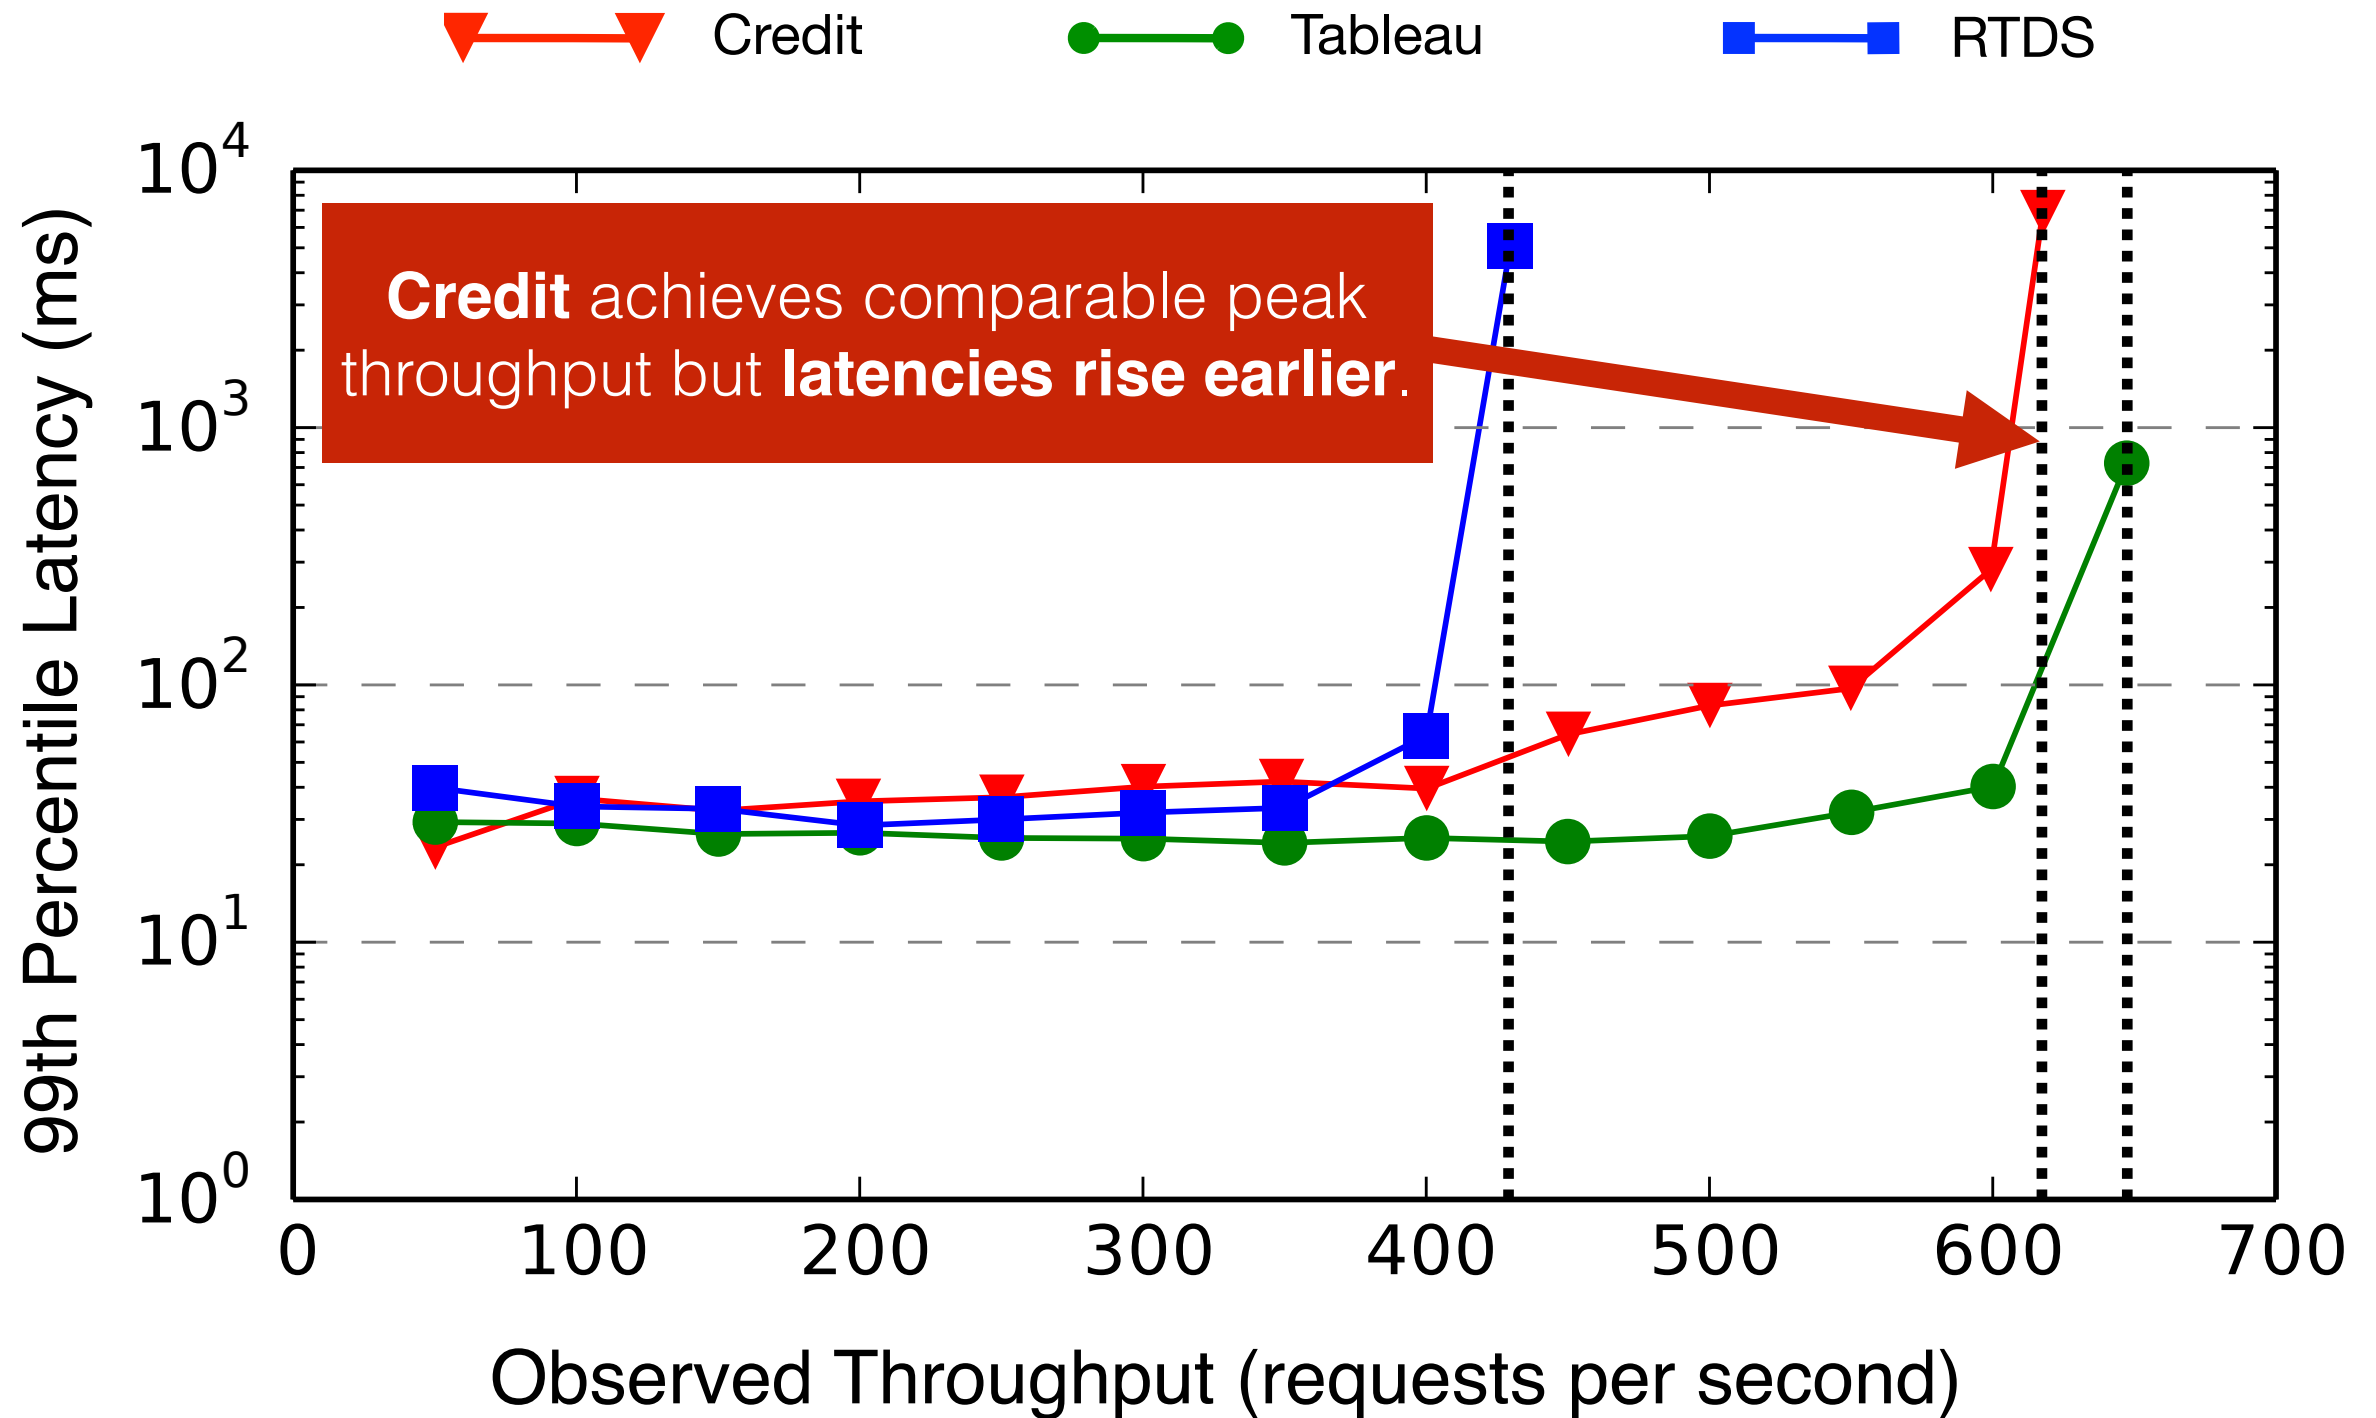 Credit Tableau RTDS
99th Percentile Latency (ms)
10^4
10^3
10^2
10^1
10^0
Credit achieves comparable peak
throughput but latencies rise earlier.
0 100 200 300 400 500 600 700
Observed Throughput (requests per second)